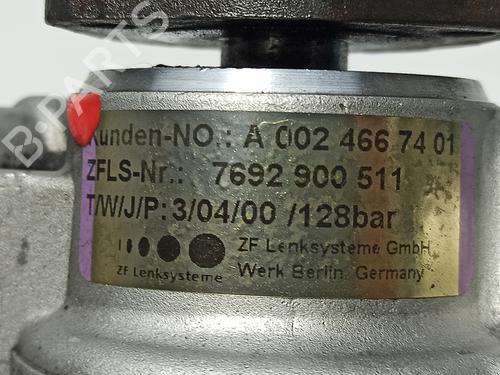 Kunden-NO.: A 002 466 74 01
ZFLS-Nr.: 7692 900 511
T/W/J/P: 3/04/00 /128bar
ZF Lenksysteme GmbH
ZF Lenksysteme Werk Berlin, Germany
B-PARTS